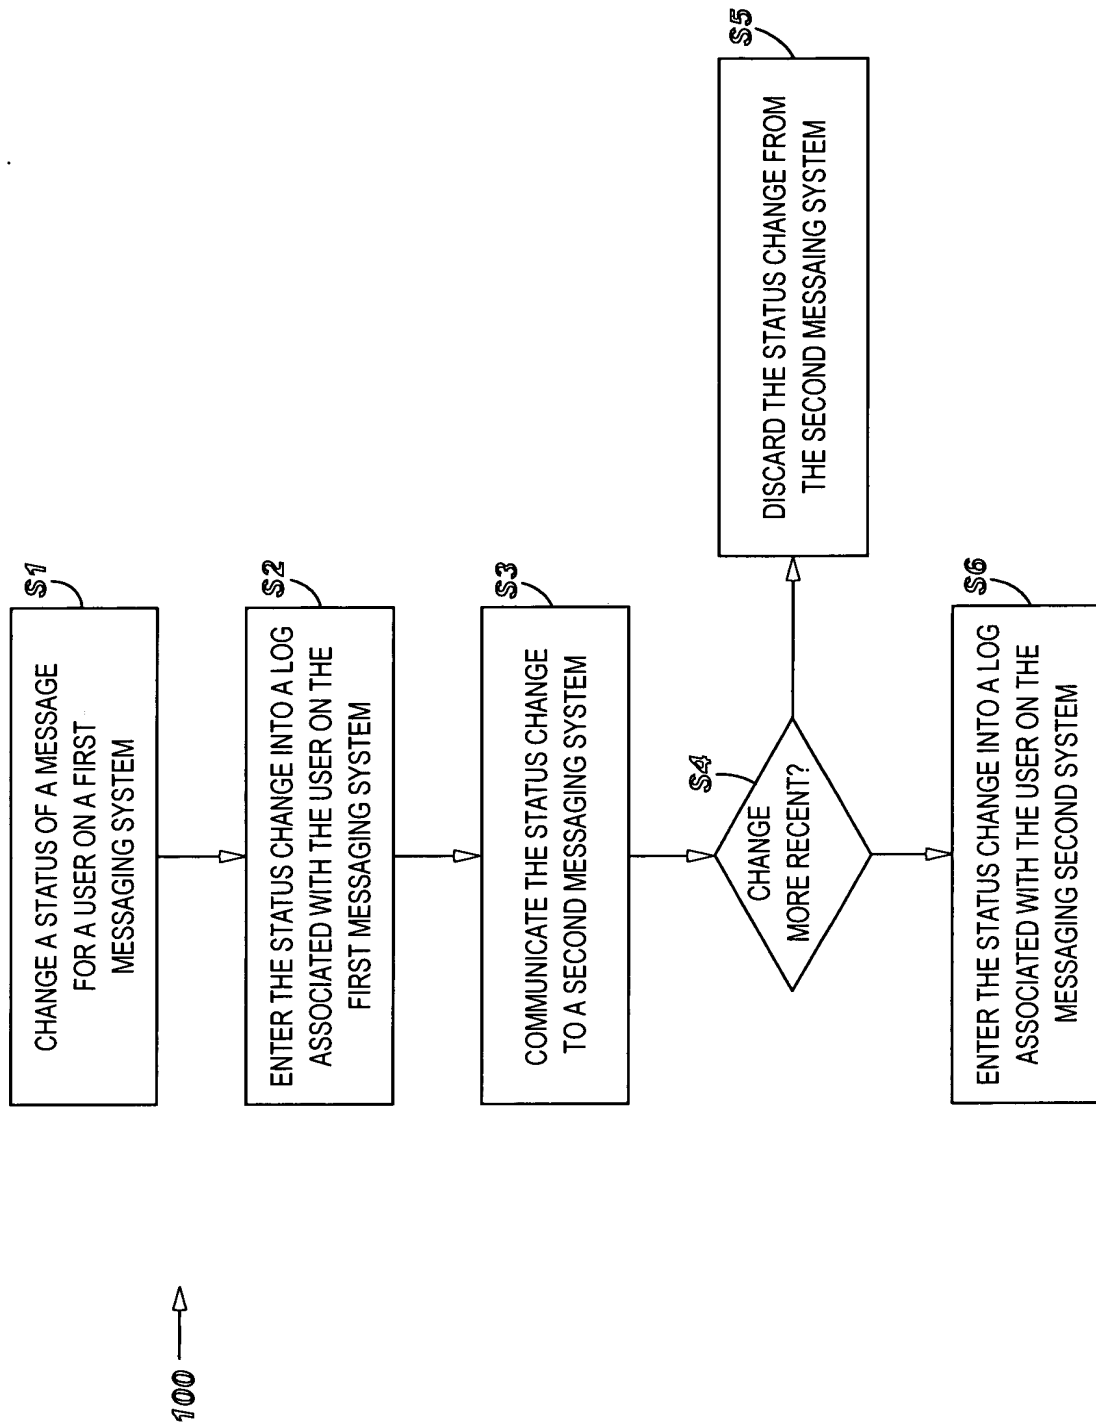 100
S1
CHANGE A STATUS OF A MESSAGE
FOR A USER ON A FIRST
MESSAGING SYSTEM
S2
ENTER THE STATUS CHANGE INTO A LOG
ASSOCIATED WITH THE USER ON THE
FIRST MESSAGING SYSTEM
S3
COMMUNICATE THE STATUS CHANGE
TO A SECOND MESSAGING SYSTEM
S4
CHANGE
MORE RECENT?
S5
DISCARD THE STATUS CHANGE FROM
THE SECOND MESSAING SYSTEM
S6
ENTER THE STATUS CHANGE INTO A LOG
ASSOCIATED WITH THE USER ON THE
MESSAGING SECOND SYSTEM